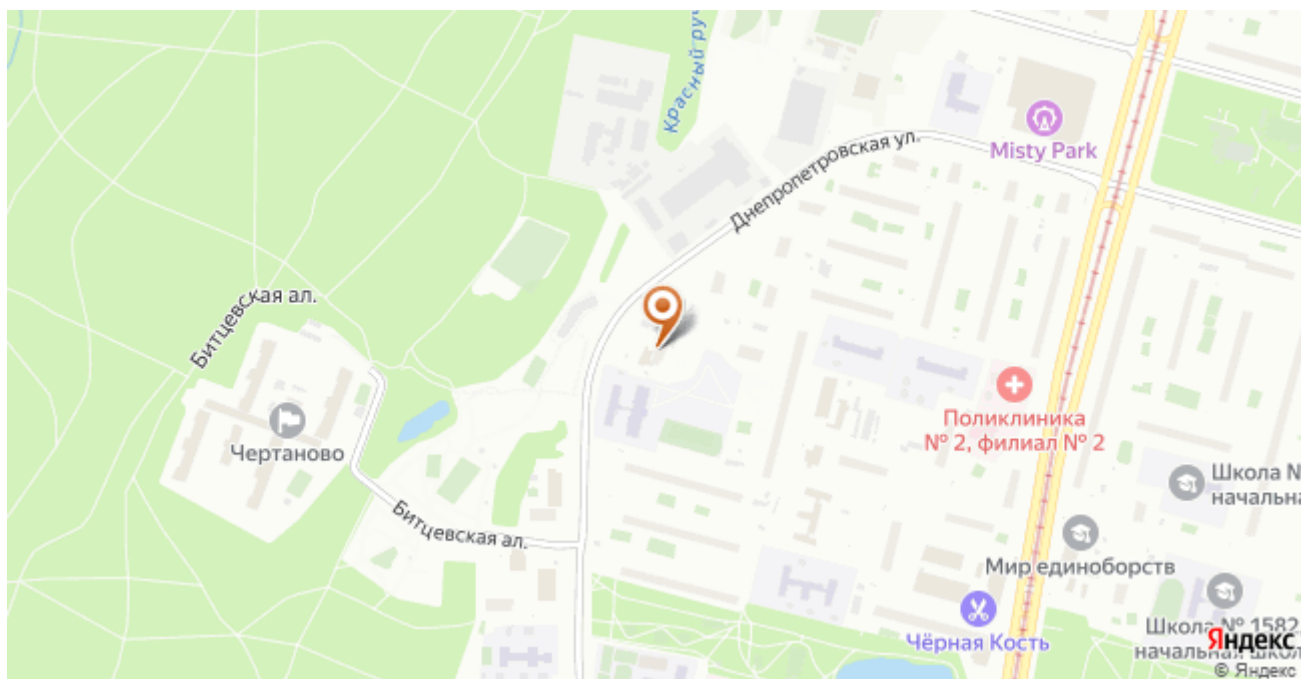 Красный руч
Днепропетровская ул.
Misty Park
Битцевская ал.
Чертаново
Поликлиника
№ 2, филиал № 2
Школа №
начальна
Битцевская ал.
Мир единоборств
Чёрная Кость
Школа № 1582,
начальная школ
Яндекс
© Яндекс